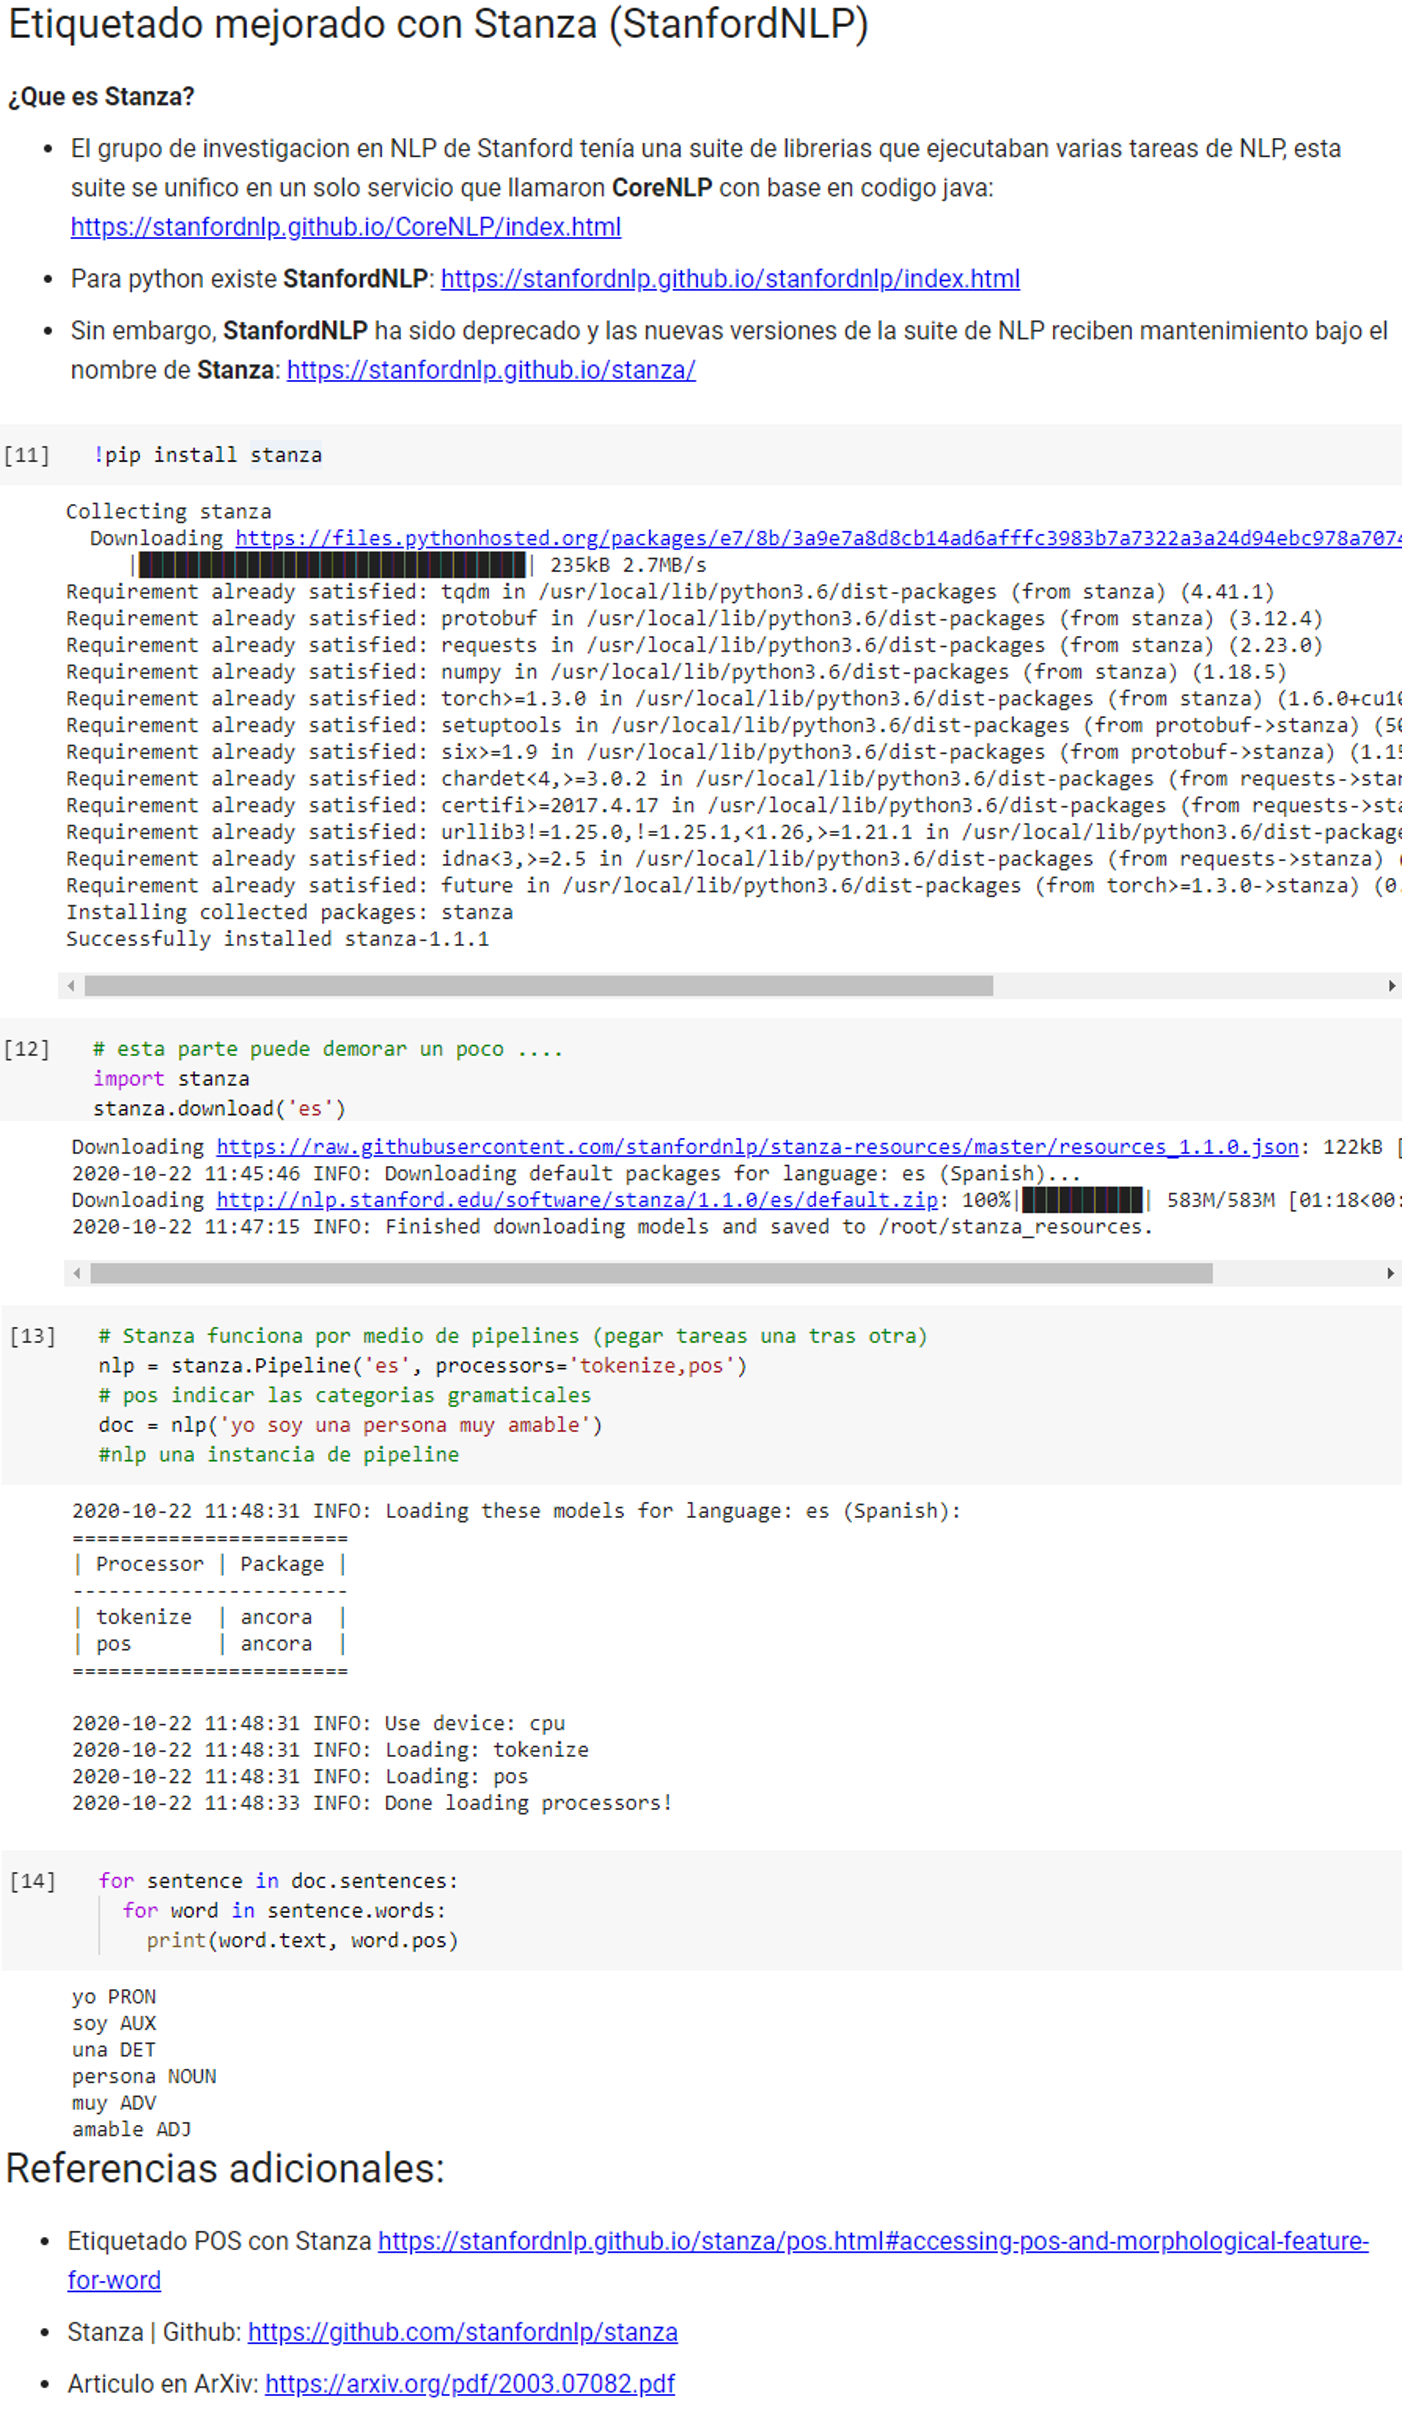 Etiquetado mejorado con Stanza (StanfordNLP)
¿Que es Stanza?
• El grupo de investigacion en NLP de Stanford tenía una suite de librerias que ejecutaban varias tareas de NLP, esta
suite se unifico en un solo servicio que llamaron CoreNLP con base en codigo java:
https://stanfordnlp.github.io/CoreNLP/index.html
• Para python existe StanfordNLP: https://stanfordnlp.github.io/stanfordnlp/index.html
• Sin embargo, StanfordNLP ha sido deprecado y las nuevas versiones de la suite de NLP reciben mantenimiento bajo el
nombre de Stanza: https://stanfordnlp.github.io/stanza/
[11] !pip install stanza
Collecting stanza
Downloading https://files.pythonhosted.org/packages/e7/8b/3a9e7a8d8cb14ad6afffc3983b7a7322a3a24d94ebc978a7074
| | 235kB 2.7MB/s
Requirement already satisfied: tqdm in /usr/local/lib/python3.6/dist-packages (from stanza) (4.41.1)
Requirement already satisfied: protobuf in /usr/local/lib/python3.6/dist-packages (from stanza) (3.12.4)
Requirement already satisfied: requests in /usr/local/lib/python3.6/dist-packages (from stanza) (2.23.0)
Requirement already satisfied: numpy in /usr/local/lib/python3.6/dist-packages (from stanza) (1.18.5)
Requirement already satisfied: torch>=1.3.0 in /usr/local/lib/python3.6/dist-packages (from stanza) (1.6.0+cu10
Requirement already satisfied: setuptools in /usr/local/lib/python3.6/dist-packages (from protobuf->stanza) (50
Requirement already satisfied: six>=1.9 in /usr/local/lib/python3.6/dist-packages (from protobuf->stanza) (1.15
Requirement already satisfied: chardet<4,>=3.0.2 in /usr/local/lib/python3.6/dist-packages (from requests->stan
Requirement already satisfied: certifi>=2017.4.17 in /usr/local/lib/python3.6/dist-packages (from requests->sta
Requirement already satisfied: urllib3!=1.25.0,!=1.25.1,<1.26,>=1.21.1 in /usr/local/lib/python3.6/dist-package
Requirement already satisfied: idna<3,>=2.5 in /usr/local/lib/python3.6/dist-packages (from requests->stanza) (
Requirement already satisfied: future in /usr/local/lib/python3.6/dist-packages (from torch>=1.3.0->stanza) (0.
Installing collected packages: stanza
Successfully installed stanza-1.1.1
[12] # esta parte puede demorar un poco ....
import stanza
stanza.download('es')
Downloading https://raw.githubusercontent.com/stanfordnlp/stanza-resources/master/resources_1.1.0.json: 122kB [
2020-10-22 11:45:46 INFO: Downloading default packages for language: es (Spanish)...
Downloading http://nlp.stanford.edu/software/stanza/1.1.0/es/default.zip: 100%| | 583M/583M [01:18<00:
2020-10-22 11:47:15 INFO: Finished downloading models and saved to /root/stanza_resources.
[13] # Stanza funciona por medio de pipelines (pegar tareas una tras otra)
nlp = stanza.Pipeline('es', processors='tokenize,pos')
# pos indicar las categorias gramaticales
doc = nlp('yo soy una persona muy amable')
#nlp una instancia de pipeline
2020-10-22 11:48:31 INFO: Loading these models for language: es (Spanish):
=======================
| Processor | Package |
-----------------------
| tokenize | ancora |
| pos | ancora |
=======================
2020-10-22 11:48:31 INFO: Use device: cpu
2020-10-22 11:48:31 INFO: Loading: tokenize
2020-10-22 11:48:31 INFO: Loading: pos
2020-10-22 11:48:33 INFO: Done loading processors!
[14] for sentence in doc.sentences:
for word in sentence.words:
print(word.text, word.pos)
yo PRON
soy AUX
una DET
persona NOUN
muy ADV
amable ADJ
Referencias adicionales:
• Etiquetado POS con Stanza https://stanfordnlp.github.io/stanza/pos.html#accessing-pos-and-morphological-feature-
for-word
• Stanza | Github: https://github.com/stanfordnlp/stanza
• Articulo en ArXiv: https://arxiv.org/pdf/2003.07082.pdf